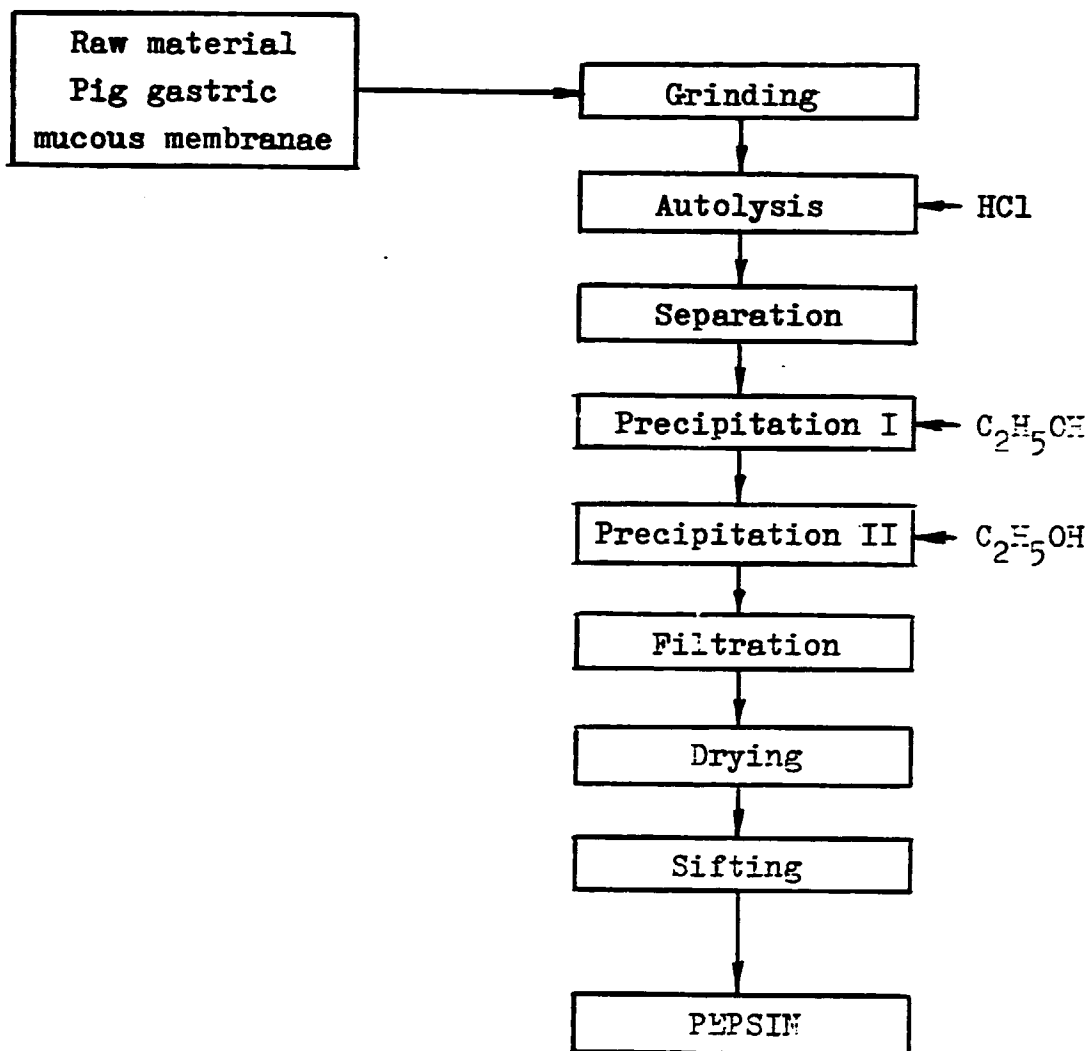 Raw material
Pig gastric
mucous membranae
Grinding
Autolysis
HCl
Separation
Precipitation I
C₂H₅OH
Precipitation II
C₂H₅OH
Filtration
Drying
Sifting
PEPSIN